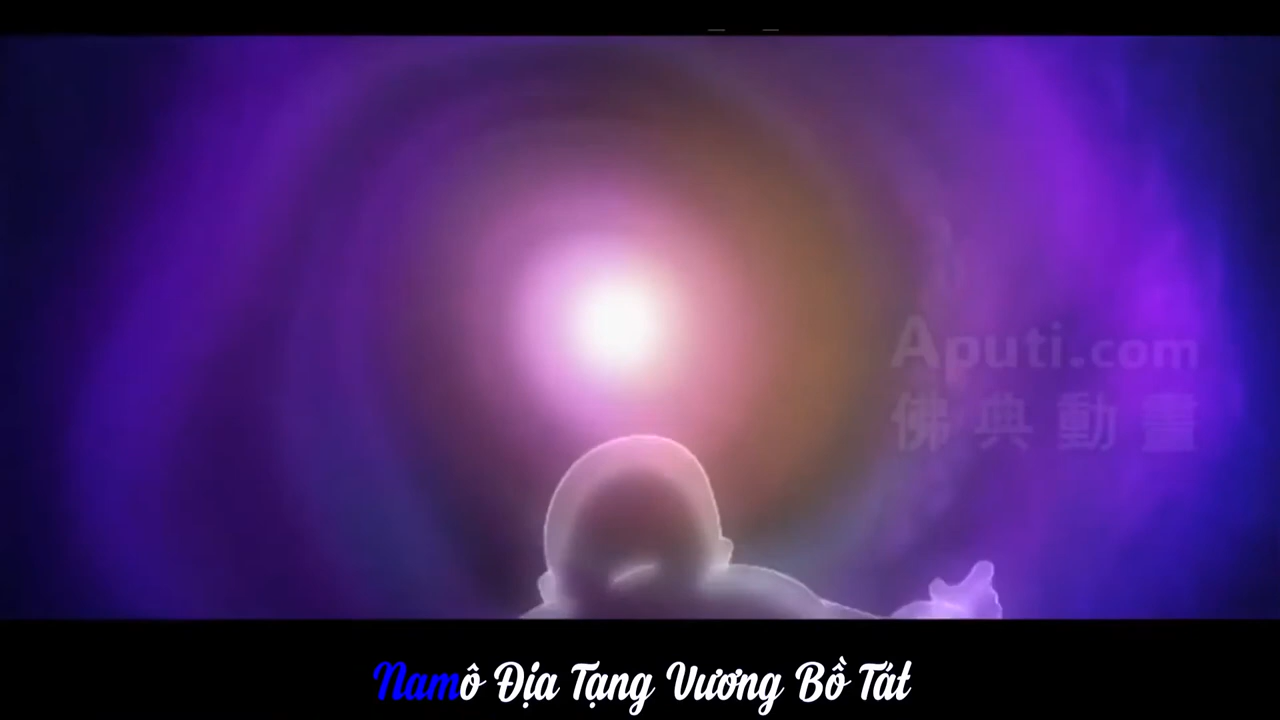 Aputi.com
佛典動畫
Namô Địa Tạng Vương Bồ Tát